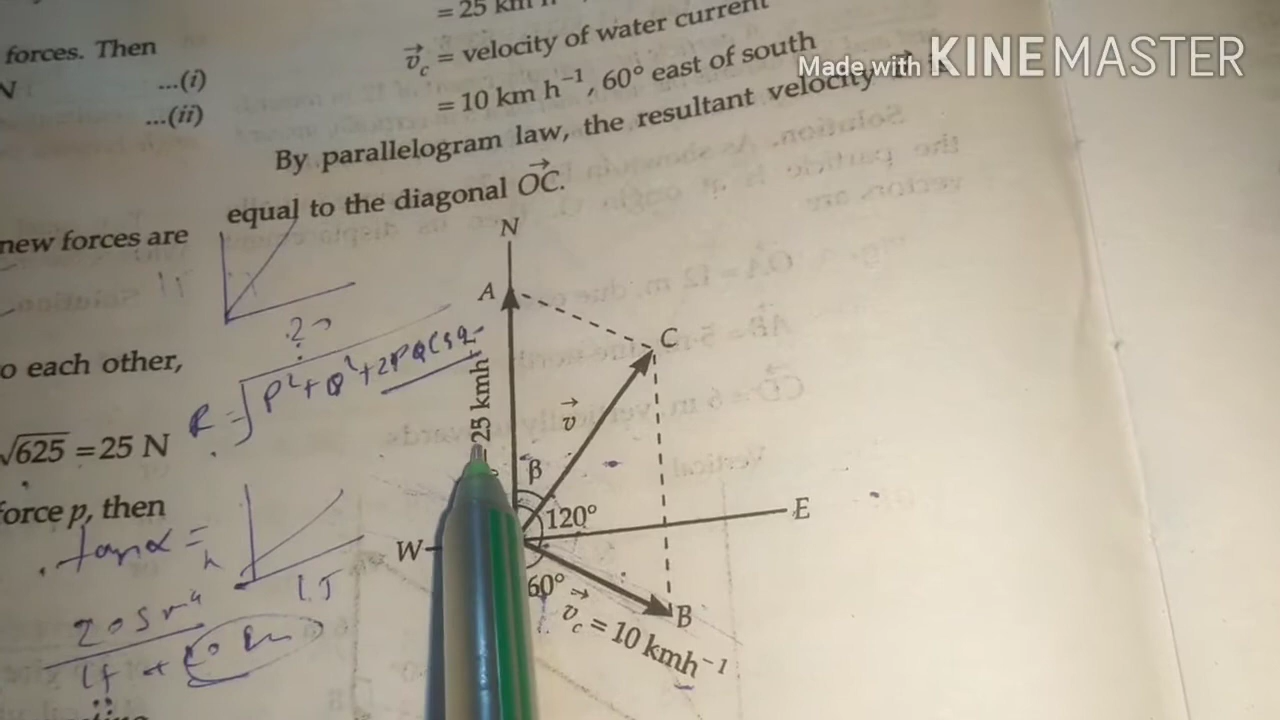 = 25 km h
forces. Then
N
...(i)
...(ii)
v⃗c = velocity of water current
= 10 km h⁻¹, 60° east of south
Made with KINEMASTER
By parallelogram law, the resultant velocity
equal to the diagonal O⃗C.
new forces are
o each other,
√625 = 25 N
force p, then
R = √P² + Q² + 2PQ
tan α =
N
A
C
25 kmh
v⃗
β
120°
E
W
60°
B
v⃗c = 10 kmh⁻¹